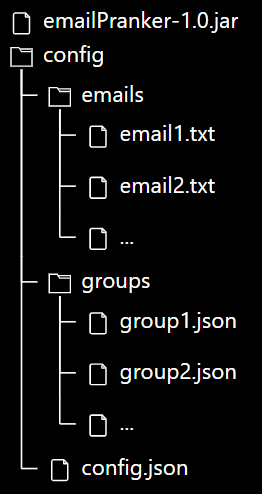 emailPranker-1.0.jar
config
emails
email1.txt
email2.txt
...
groups
group1.json
group2.json
...
config.json